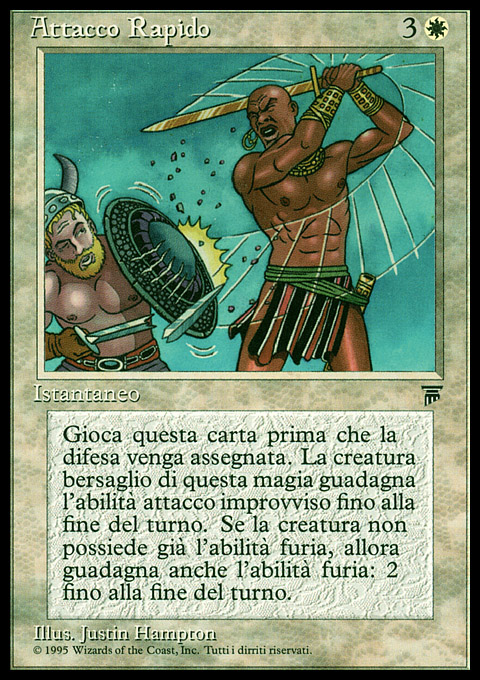 Attacco Rapido 3
Istantaneo
Gioca questa carta prima che la
difesa venga assegnata. La creatura
bersaglio di questa magia guadagna
l'abilità attacco improvviso fino alla
fine del turno. Se la creatura non
possiede già l'abilità furia, allora
guadagna anche l'abilità furia: 2
fino alla fine del turno.
Illus. Justin Hampton
© 1995 Wizards of the Coast, Inc. Tutti i dirriti riservati.